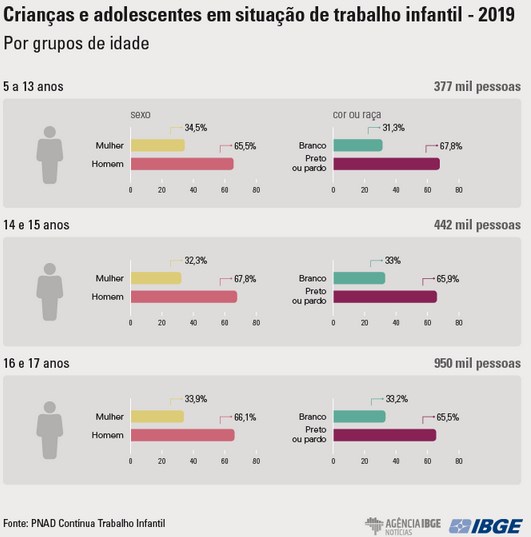 Crianças e adolescentes em situação de trabalho infantil - 2019
Por grupos de idade
5 a 13 anos 377 mil pessoas
sexo cor ou raça
34,5% 31,3%
Mulher Branco
65,5% 67,8%
Homem Preto
ou pardo
0 20 40 60 80 0 20 40 60 80
14 e 15 anos 442 mil pessoas
32,3% 33%
Mulher Branco
67,8% 65,9%
Homem Preto
ou pardo
0 20 40 60 80 0 20 40 60 80
16 e 17 anos 950 mil pessoas
33,9% 33,2%
Mulher Branco
66,1% 65,5%
Homem Preto
ou pardo
0 20 40 60 80 0 20 40 60 80
Fonte: PNAD Contínua Trabalho Infantil
AGÊNCIA IBGE
NOTÍCIAS
IBGE